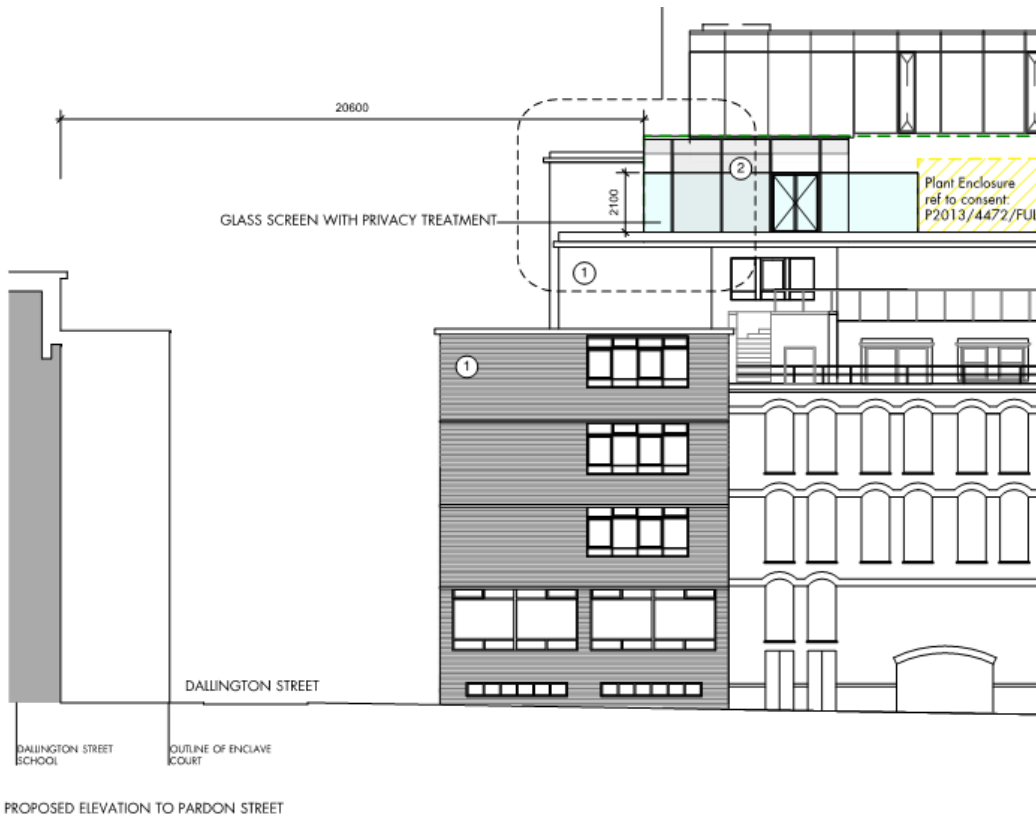 20600
2
Plant Enclosure
ref to consent:
P2013/4472/FUL
2100
GLASS SCREEN WITH PRIVACY TREATMENT
1
1
DALLINGTON STREET
DALLINGTON STREET
SCHOOL
OUTLINE OF ENCLAVE
COURT
PROPOSED ELEVATION TO PARDON STREET